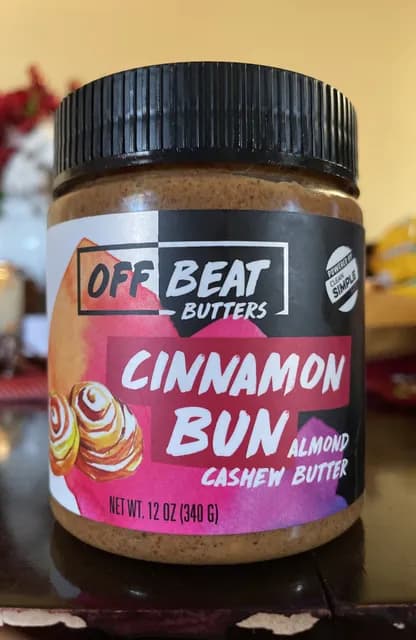 OFF BEAT
BUTTERS
POWERED BY
CLEAN
SIMPLE
CINNAMON
BUN
ALMOND
CASHEW BUTTER
NET WT. 12 OZ (340 G)